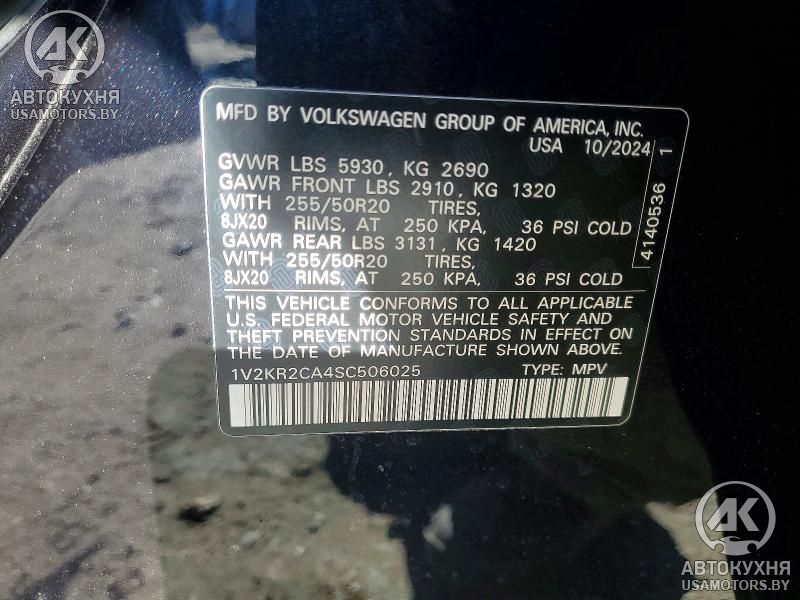 AK
АВТОКУХНЯ
USAMOTORS.BY
MFD BY VOLKSWAGEN GROUP OF AMERICA, INC.
USA 10/2024
GVWR LBS 5930, KG 2690
GAWR FRONT LBS 2910, KG 1320
WITH 255/50R20 TIRES,
8JX20 RIMS, AT 250 KPA, 36 PSI COLD
GAWR REAR LBS 3131, KG 1420
WITH 255/50R20 TIRES,
8JX20 RIMS, AT 250 KPA, 36 PSI COLD
4140536 1
THIS VEHICLE CONFORMS TO ALL APPLICABLE
U.S. FEDERAL MOTOR VEHICLE SAFETY AND
THEFT PREVENTION STANDARDS IN EFFECT ON
THE DATE OF MANUFACTURE SHOWN ABOVE.
1V2KR2CA4SC506025 TYPE: MPV
AK
АВТОКУХНЯ
USAMOTORS.BY